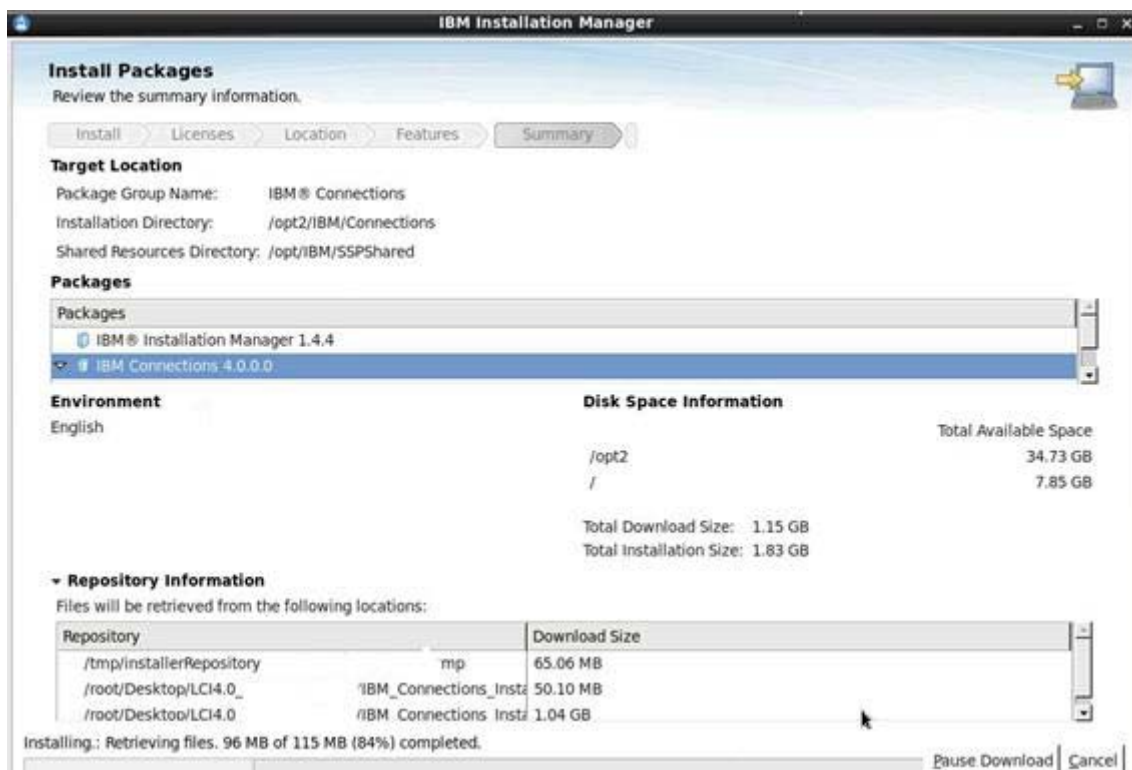 IBM Installation Manager
Install Packages
Review the summary information.
Install Licenses Location Features Summary
Target Location
Package Group Name: IBM® Connections
Installation Directory: /opt2/IBM/Connections
Shared Resources Directory: /opt/IBM/SSPShared
Packages
Packages
IBM® Installation Manager 1.4.4
IBM Connections 4.0.0.0
Environment
English
Disk Space Information
Total Available Space
/opt2 34.73 GB
/ 7.85 GB
Total Download Size: 1.15 GB
Total Installation Size: 1.83 GB
Repository Information
Files will be retrieved from the following locations:
Repository Download Size
/tmp/installerRepository mp 65.06 MB
/root/Desktop/LCI4.0_ 'IBM_Connections_Insta 50.10 MB
/root/Desktop/LCI4.0 /IBM_Connections_Insta 1.04 GB
Installing.: Retrieving files. 96 MB of 115 MB (84%) completed.
Pause Download Cancel